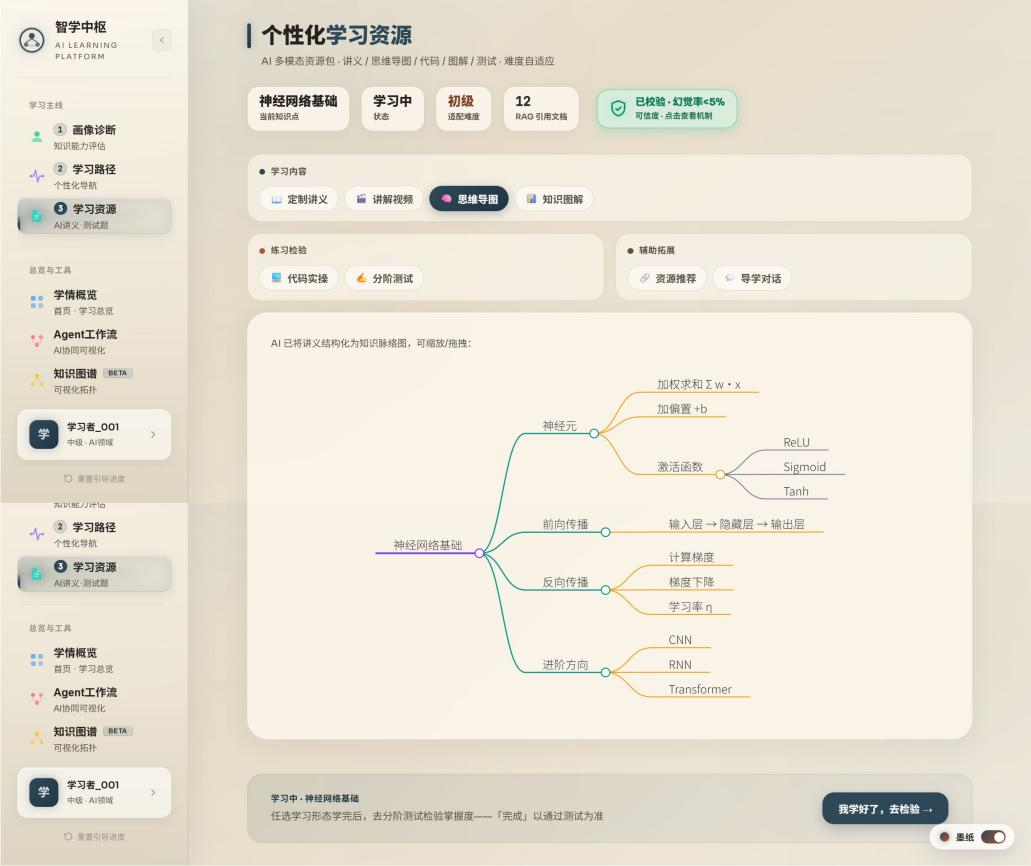 智学中枢
AI LEARNING
PLATFORM
学习主线
1 画像诊断
知识能力评估
2 学习路径
个性化导航
3 学习资源
AI讲义·测试题
总览与工具
学情概览
首页 · 学习总览
Agent工作流
AI协同可视化
知识图谱 BETA
可视化拓扑
学 学习者_001
中级 · AI领域
重置引导进度
知识能力评估
2 学习路径
个性化导航
3 学习资源
AI讲义·测试题
总览与工具
学情概览
首页 · 学习总览
Agent工作流
AI协同可视化
知识图谱 BETA
可视化拓扑
学 学习者_001
中级 · AI领域
重置引导进度
个性化学习资源
AI 多模态资源包 · 讲义 / 思维导图 / 代码 / 图解 / 测试 · 难度自适应
神经网络基础
当前知识点
学习中
状态
初级
适配难度
12
RAG 引用文档
已校验 · 幻觉率<5%
可信度 · 点击查看机制
学习内容
定制讲义
讲解视频
思维导图
知识图解
练习检验
代码实操
分阶测试
辅助拓展
资源推荐
导学对话
AI 已将讲义结构化为知识脉络图，可缩放/拖拽：
神经网络基础
神经元
加权求和 Σ w·x
加偏置 +b
激活函数
ReLU
Sigmoid
Tanh
前向传播
输入层 → 隐藏层 → 输出层
反向传播
计算梯度
梯度下降
学习率 η
进阶方向
CNN
RNN
Transformer
学习中 · 神经网络基础
任选学习形态学完后，去分阶测试检验掌握度——「完成」以通过测试为准
我学好了，去检验 →
墨纸